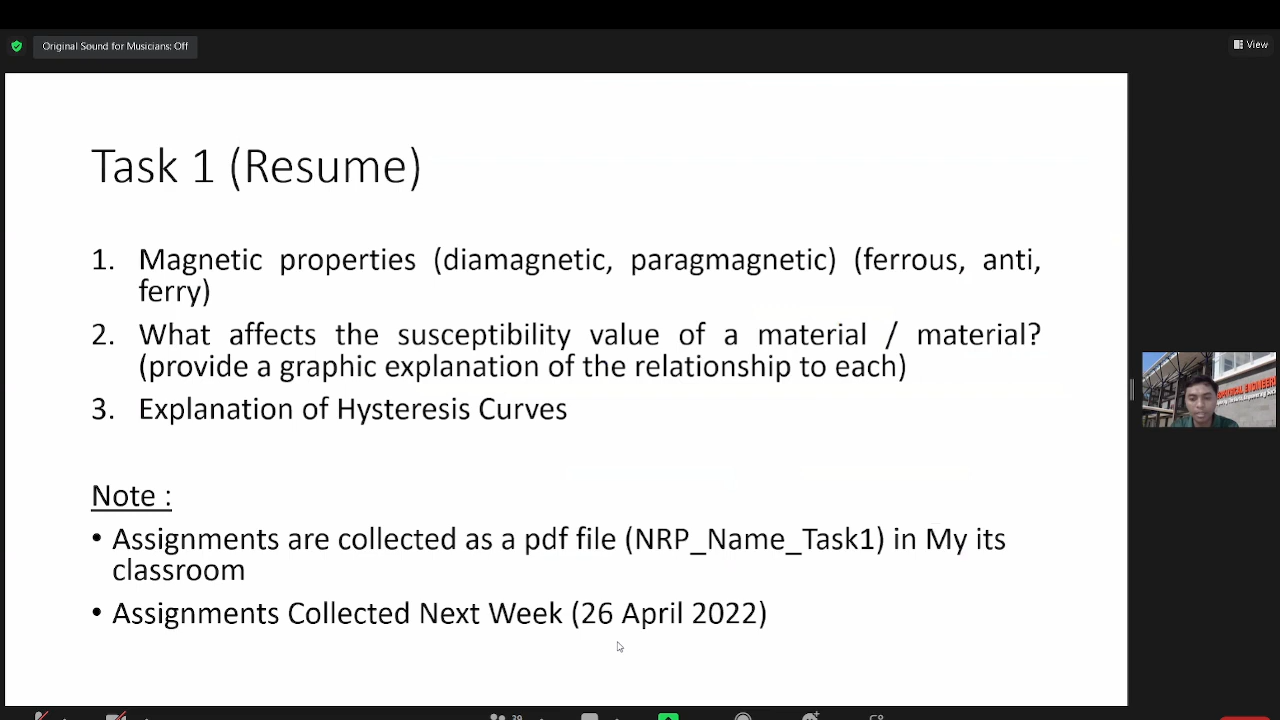 Original Sound for Musicians: Off
View
Task 1 (Resume)
1. Magnetic properties (diamagnetic, paragmagnetic) (ferrous, anti,
ferry)
2. What affects the susceptibility value of a material / material?
(provide a graphic explanation of the relationship to each)
3. Explanation of Hysteresis Curves
Note :
• Assignments are collected as a pdf file (NRP_Name_Task1) in My its
classroom
• Assignments Collected Next Week (26 April 2022)